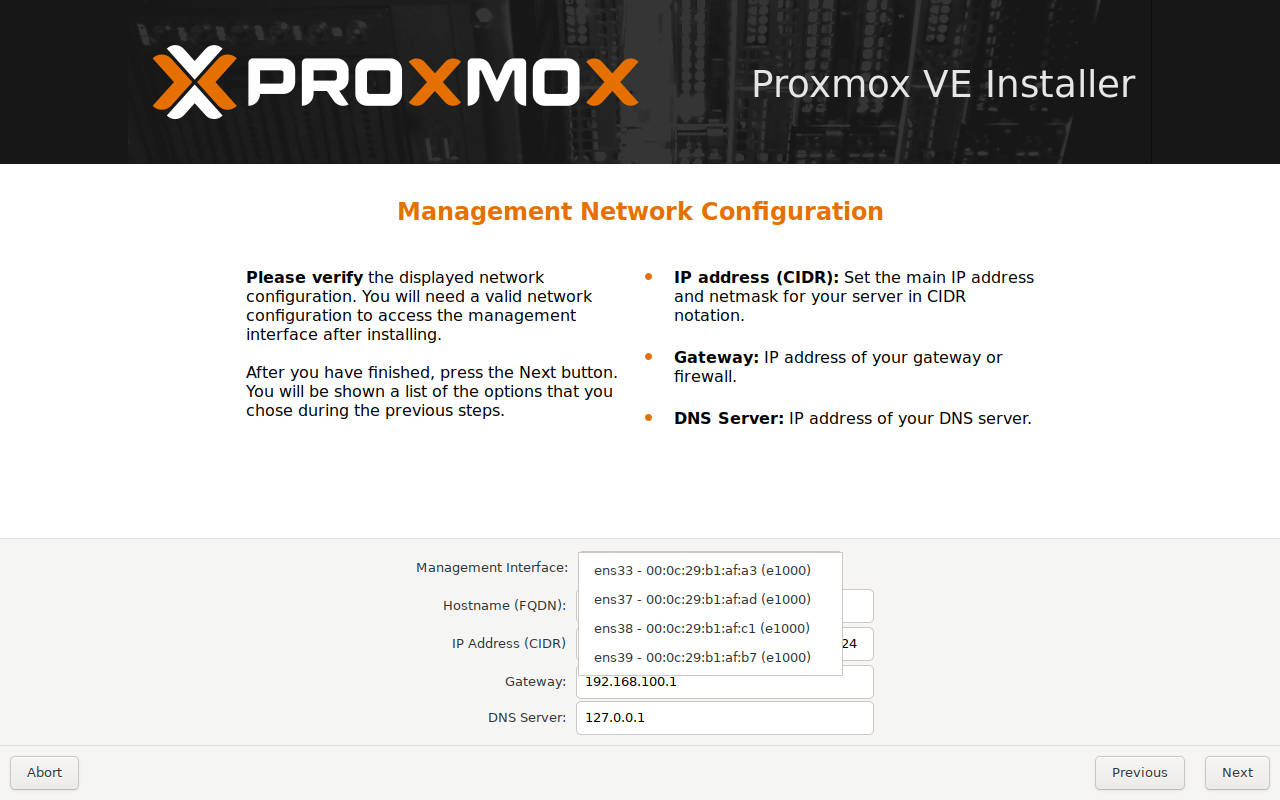 PROXMOX
Proxmox VE Installer
Management Network Configuration
Please verify the displayed network
configuration. You will need a valid network
configuration to access the management
interface after installing.
After you have finished, press the Next button.
You will be shown a list of the options that you
chose during the previous steps.
• IP address (CIDR): Set the main IP address
and netmask for your server in CIDR
notation.
• Gateway: IP address of your gateway or
firewall.
• DNS Server: IP address of your DNS server.
Management Interface:
ens33 - 00:0c:29:b1:af:a3 (e1000)
ens37 - 00:0c:29:b1:af:ad (e1000)
ens38 - 00:0c:29:b1:af:c1 (e1000)
ens39 - 00:0c:29:b1:af:b7 (e1000)
Hostname (FQDN):
IP Address (CIDR) 24
Gateway: 192.168.100.1
DNS Server: 127.0.0.1
Abort Previous Next